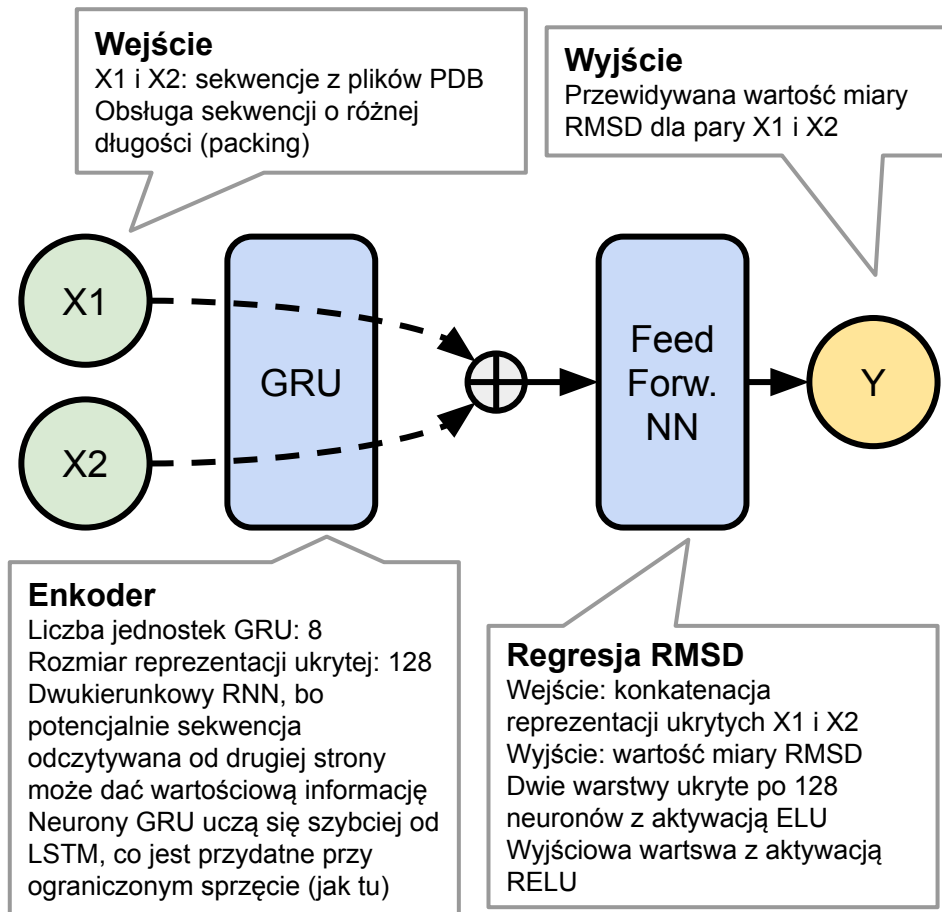 Wejście
X1 i X2: sekwencje z plików PDB
Obsługa sekwencji o różnej
długości (packing)
Wyjście
Przewidywana wartość miary
RMSD dla pary X1 i X2
X1
X2
GRU
Feed
Forw.
NN
Y
Enkoder
Liczba jednostek GRU: 8
Rozmiar reprezentacji ukrytej: 128
Dwukierunkowy RNN, bo
potencjalnie sekwencja
odczytywana od drugiej strony
może dać wartościową informację
Neurony GRU uczą się szybciej od
LSTM, co jest przydatne przy
ograniczonym sprzęcie (jak tu)
Regresja RMSD
Wejście: konkatenacja
reprezentacji ukrytych X1 i X2
Wyjście: wartość miary RMSD
Dwie warstwy ukryte po 128
neuronów z aktywacją ELU
Wyjściowa wartswa z aktywacją
RELU